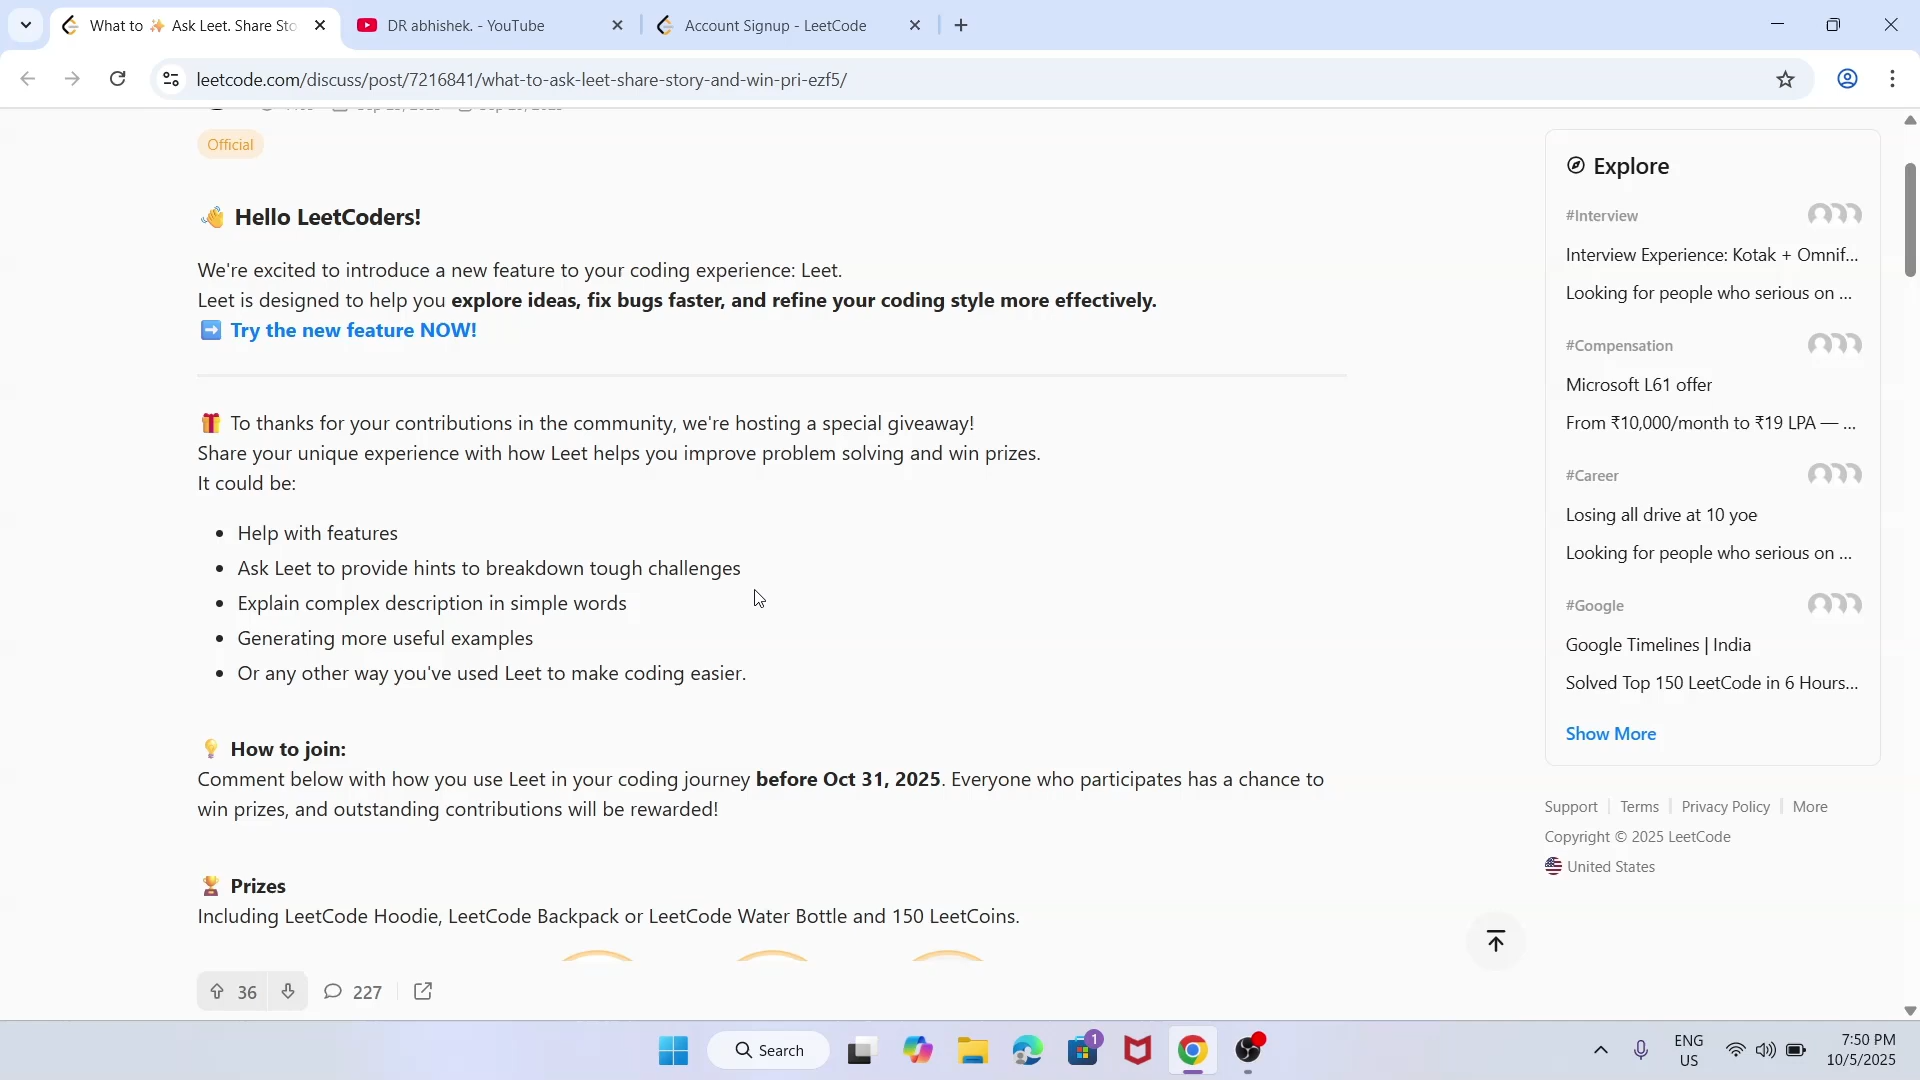 What to ✨ Ask Leet. Share Sto
DR abhishek. - YouTube
Account Signup - LeetCode
leetcode.com/discuss/post/7216841/what-to-ask-leet-share-story-and-win-pri-ezf5/
Official
👋 Hello LeetCoders!
We're excited to introduce a new feature to your coding experience: Leet.
Leet is designed to help you explore ideas, fix bugs faster, and refine your coding style more effectively.
➡️ Try the new feature NOW!
🎁 To thanks for your contributions in the community, we're hosting a special giveaway!
Share your unique experience with how Leet helps you improve problem solving and win prizes.
It could be:
• Help with features
• Ask Leet to provide hints to breakdown tough challenges
• Explain complex description in simple words
• Generating more useful examples
• Or any other way you've used Leet to make coding easier.
💡 How to join:
Comment below with how you use Leet in your coding journey before Oct 31, 2025. Everyone who participates has a chance to
win prizes, and outstanding contributions will be rewarded!
🏆 Prizes
Including LeetCode Hoodie, LeetCode Backpack or LeetCode Water Bottle and 150 LeetCoins.
36
227
Explore
#Interview
Interview Experience: Kotak + Omnif...
Looking for people who serious on ...
#Compensation
Microsoft L61 offer
From ₹10,000/month to ₹19 LPA — ...
#Career
Losing all drive at 10 yoe
Looking for people who serious on ...
#Google
Google Timelines | India
Solved Top 150 LeetCode in 6 Hours...
Show More
Support
Terms
Privacy Policy
More
Copyright © 2025 LeetCode
United States
Search
1
ENG
US
7:50 PM
10/5/2025